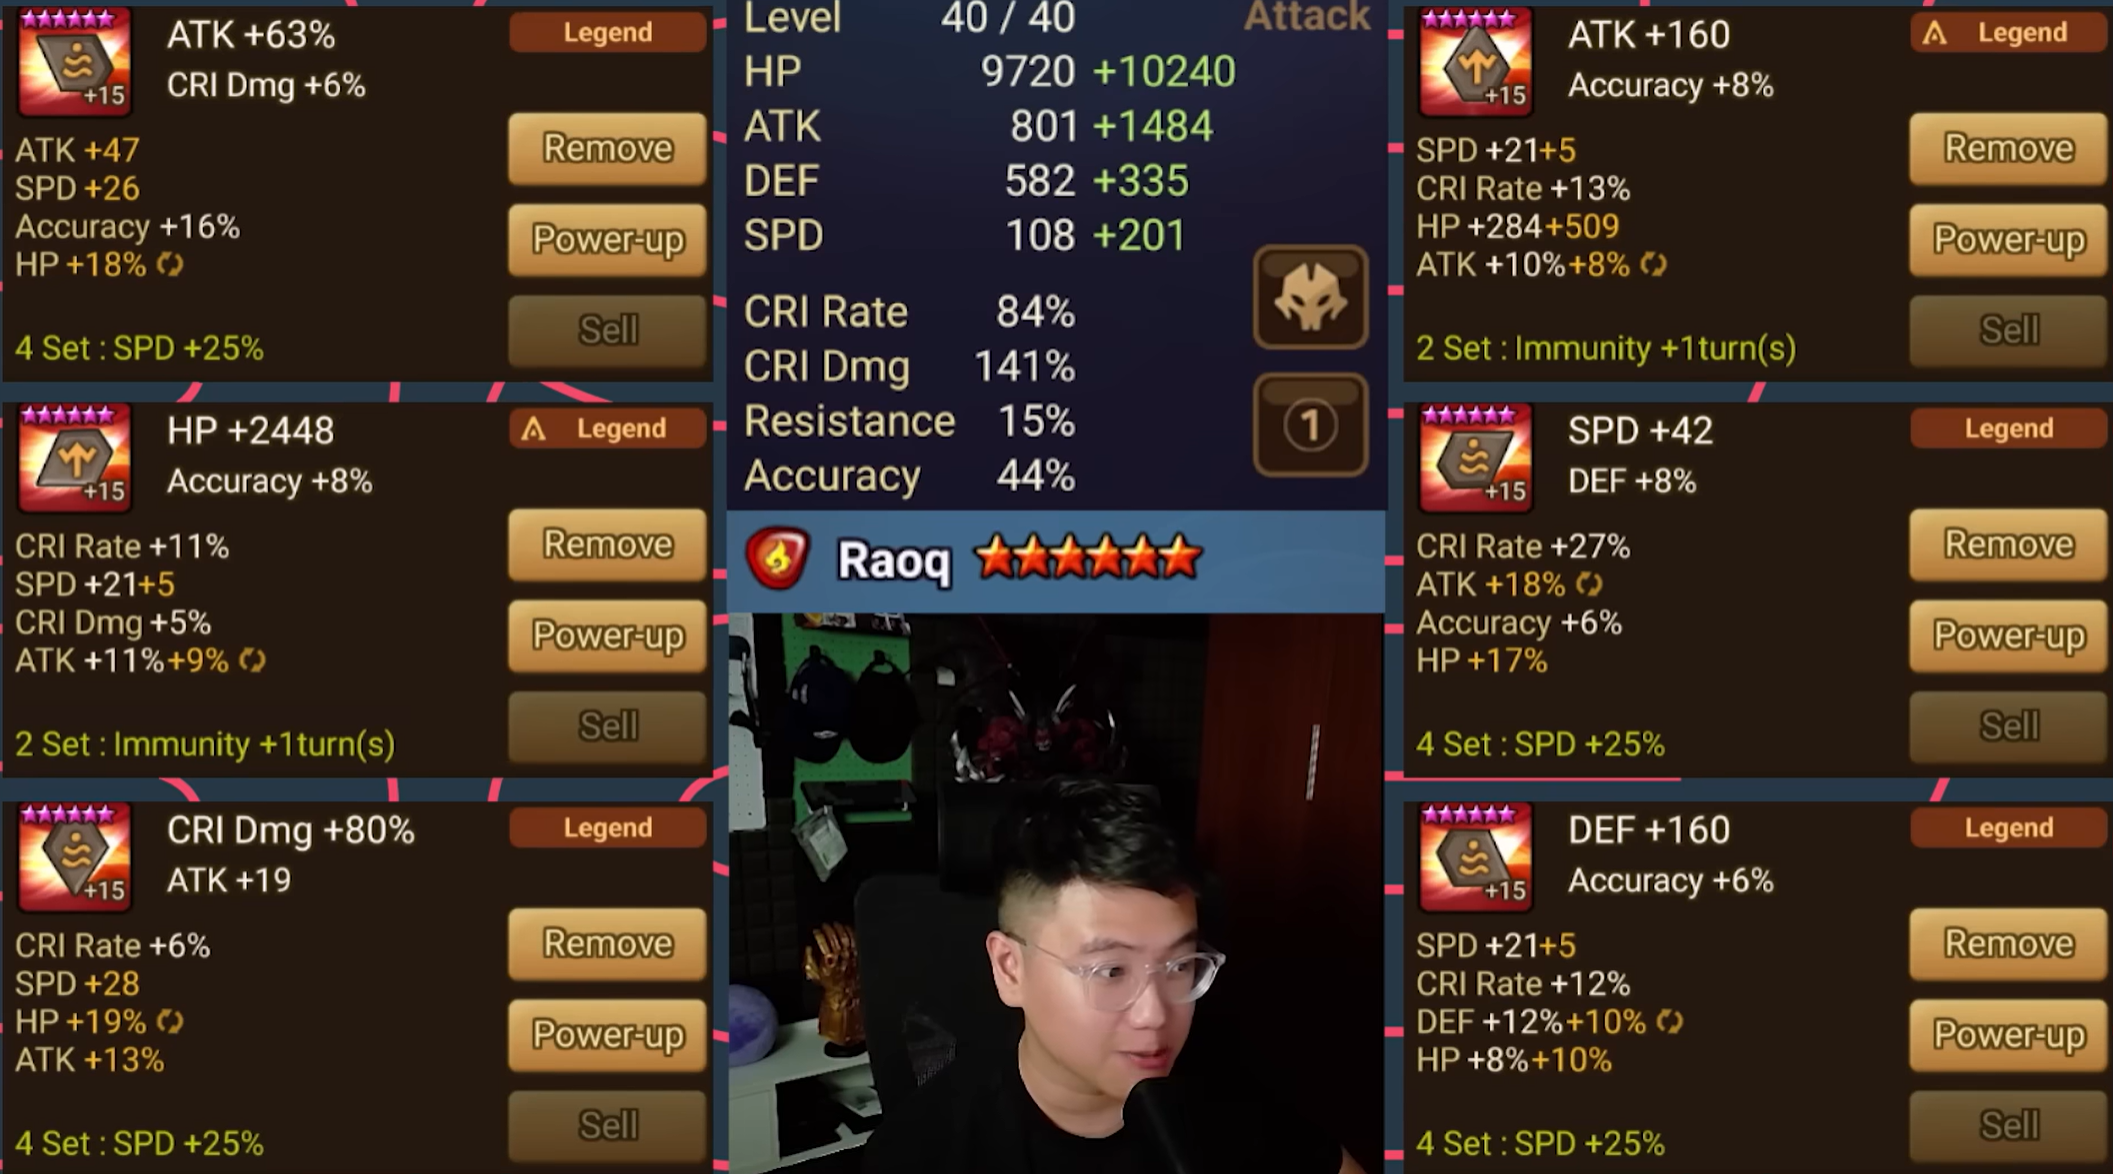 ATK +63%
Legend
CRI Dmg +6%
+15
ATK +47
SPD +26
Accuracy +16%
HP +18%
Remove
Power-up
Sell
4 Set : SPD +25%
HP +2448
Legend
Accuracy +8%
+15
CRI Rate +11%
SPD +21+5
CRI Dmg +5%
ATK +11%+9%
Remove
Power-up
Sell
2 Set : Immunity +1turn(s)
CRI Dmg +80%
Legend
ATK +19
+15
CRI Rate +6%
SPD +28
HP +19%
ATK +13%
Remove
Power-up
Sell
4 Set : SPD +25%
Level 40 / 40
Attack
HP 9720 +10240
ATK 801 +1484
DEF 582 +335
SPD 108 +201
CRI Rate 84%
CRI Dmg 141%
Resistance 15%
Accuracy 44%
1
Raoq
ATK +160
Legend
Accuracy +8%
+15
SPD +21+5
CRI Rate +13%
HP +284+509
ATK +10%+8%
Remove
Power-up
Sell
2 Set : Immunity +1turn(s)
SPD +42
Legend
DEF +8%
+15
CRI Rate +27%
ATK +18%
Accuracy +6%
HP +17%
Remove
Power-up
Sell
4 Set : SPD +25%
DEF +160
Legend
Accuracy +6%
+15
SPD +21+5
CRI Rate +12%
DEF +12%+10%
HP +8%+10%
Remove
Power-up
Sell
4 Set : SPD +25%